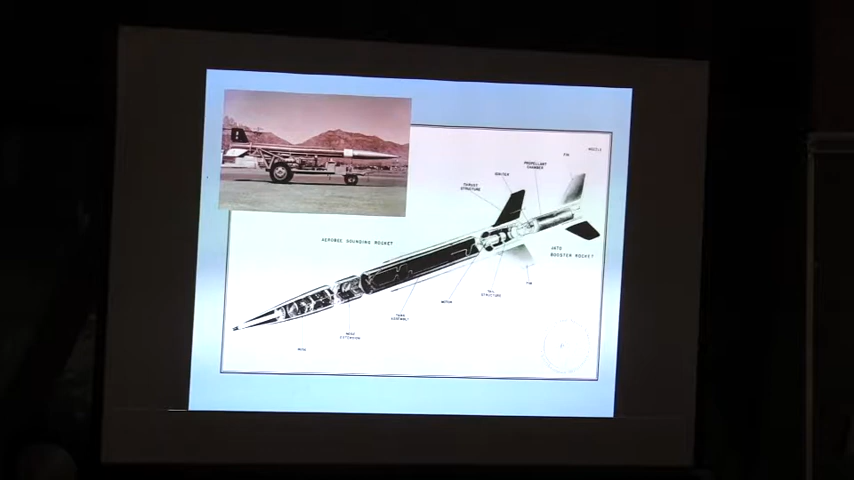 NOZZLE
FIN
PROPELLANT
CHAMBER
IGNITER
THRUST
STRUCTURE
AEROBEE SOUNDING ROCKET
JATO
BOOSTER ROCKET
FIN
TAIL
STRUCTURE
MOTOR
TANK
ASSEMBLY
NOSE
EXTENSION